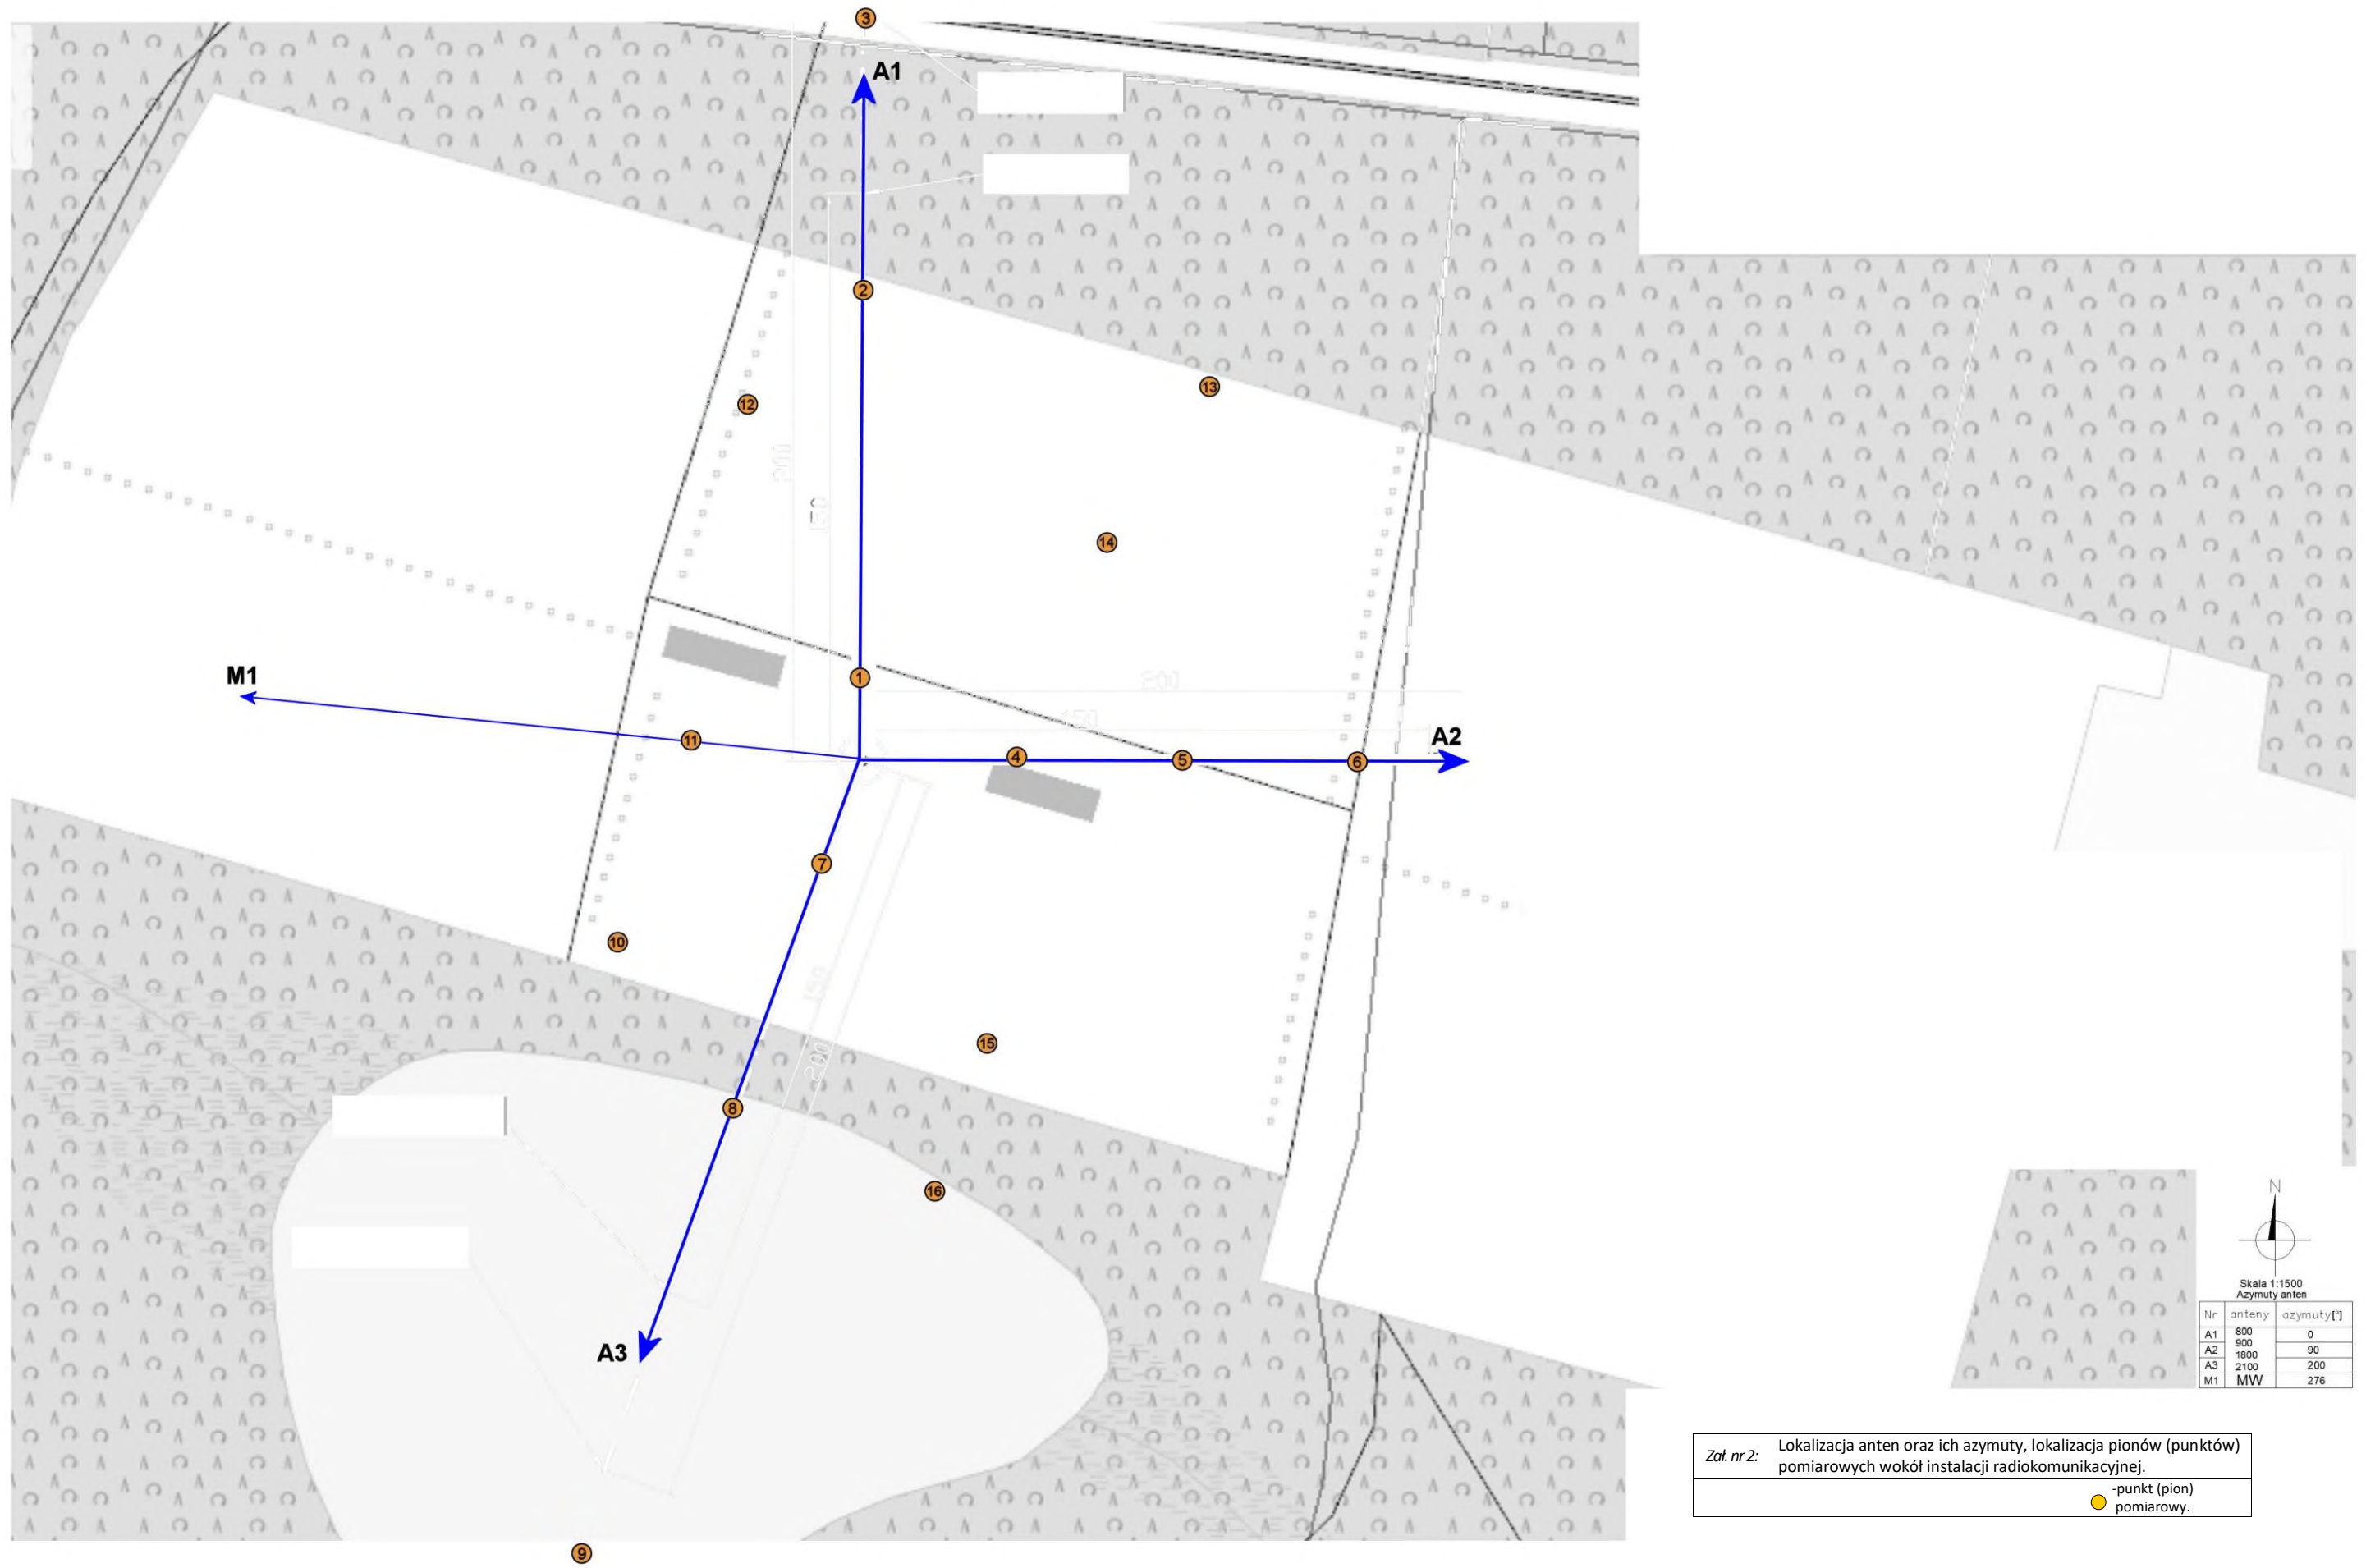 3
A1
2
13
12
200
150
14
M1
1
200
150
11
A2
4
5
6
7
10
150
15
200
8
16
A3
9
N
Skala 1:1500
Azymuty anten
Nr anteny azymuty[°]
A1 800 0
900
A2 1800 90
A3 2100 200
M1 MW 276
Zał. nr 2: Lokalizacja anten oraz ich azymuty, lokalizacja pionów (punktów)
pomiarowych wokół instalacji radiokomunikacyjnej.
-punkt (pion)
pomiarowy.